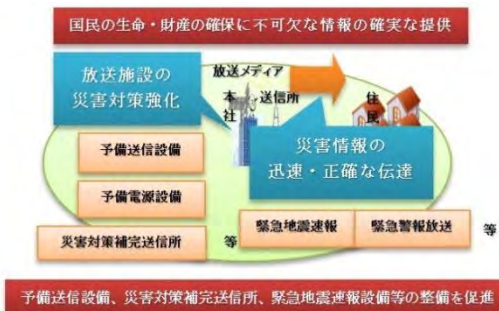 国民の生命・財産の確保に不可欠な情報の確実な提供
放送施設の
災害対策強化
放送メディア
本社
送信所
住民
災害情報の
迅速・正確な伝達
予備送信設備
予備電源設備
災害対策補完送信所
等
緊急地震速報
緊急警報放送
等
予備送信設備、災害対策補完送信所、緊急地震速報設備等の整備を促進